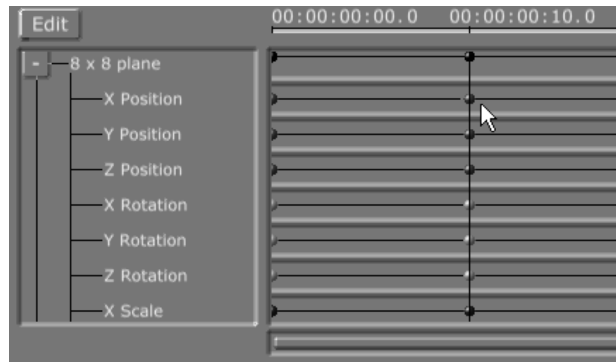 Edit
00:00:00:00.0 00:00:00:10.0
- 8 x 8 plane
X Position
Y Position
Z Position
X Rotation
Y Rotation
Z Rotation
X Scale